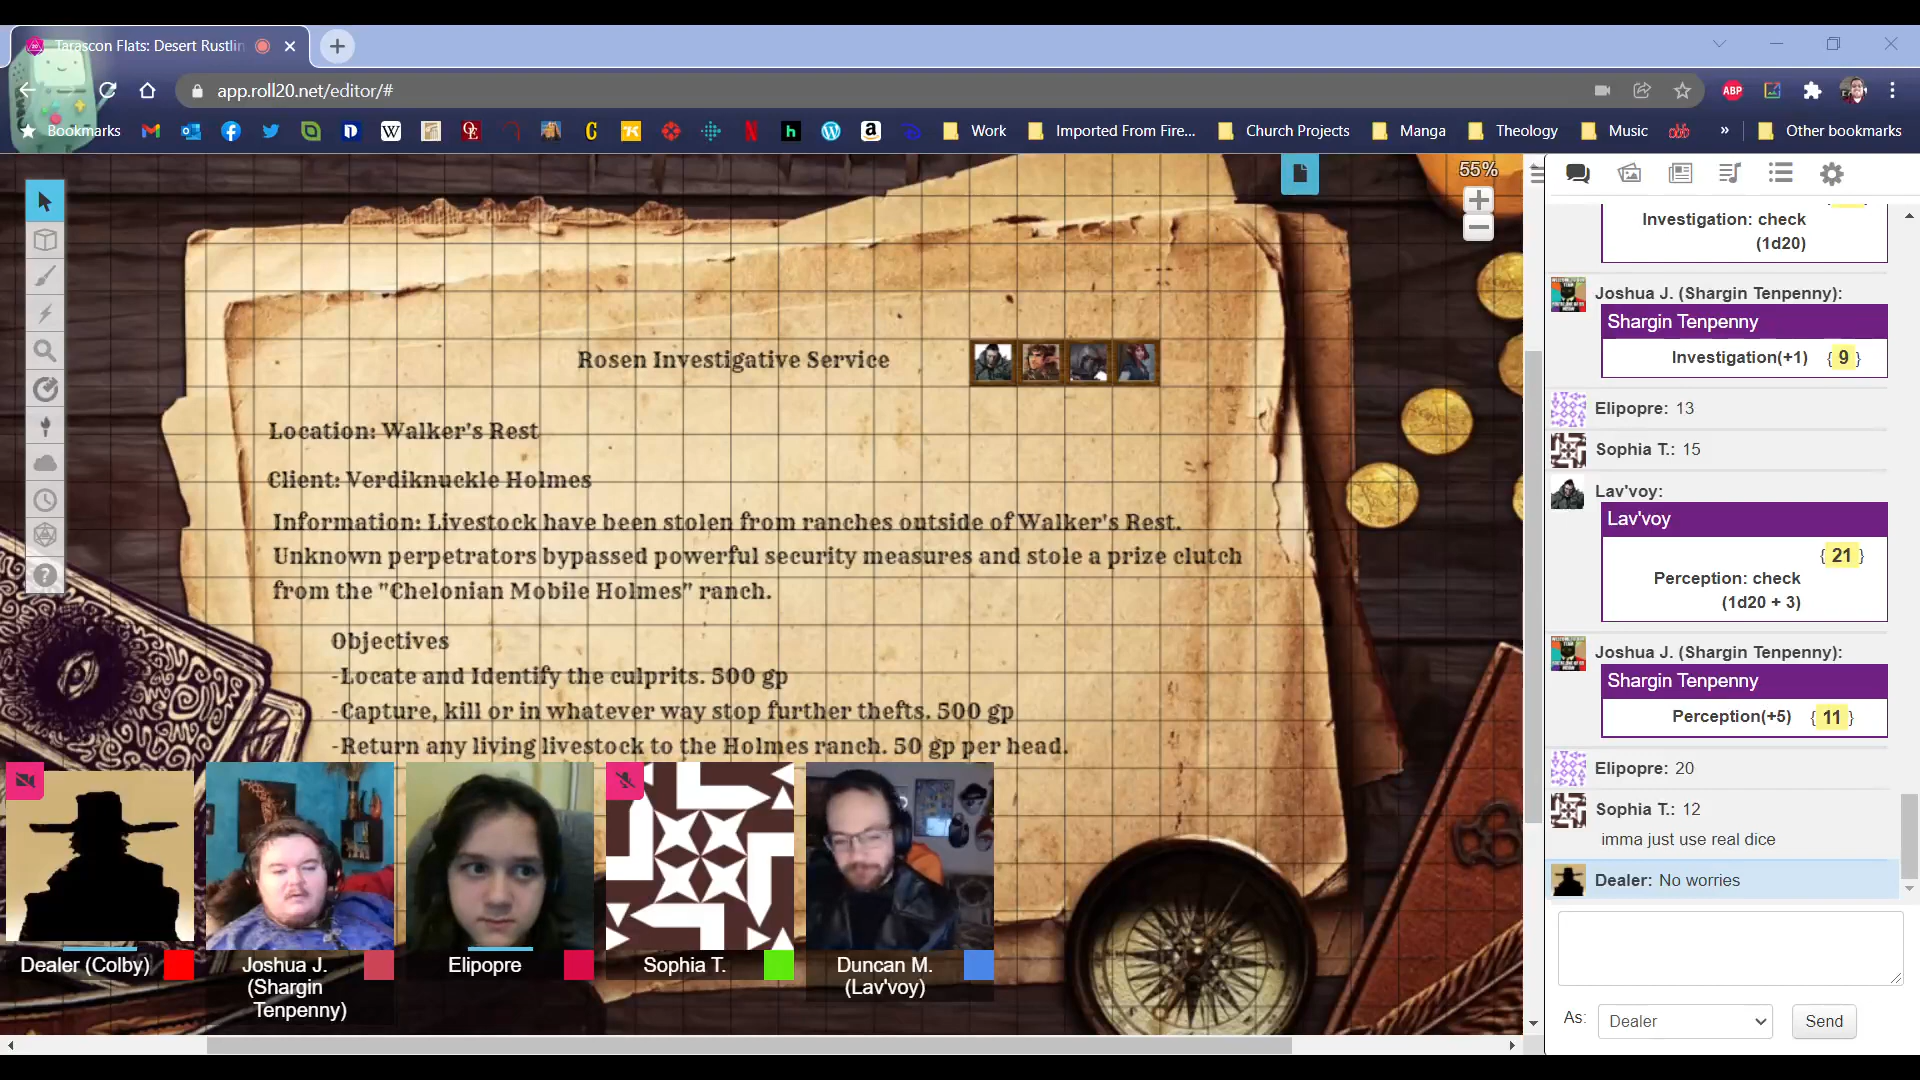 Tarascon Flats: Desert Rustlin
app.roll20.net/editor/#
ABP
Bookmarks
Work
Imported From Fire...
Church Projects
Manga
Theology
Music
»
Other bookmarks
55%
Rosen Investigative Service
Location: Walker's Rest
Client: Verdiknuckle Holmes
Information: Livestock have been stolen from ranches outside of Walker's Rest.
Unknown perpetrators bypassed powerful security measures and stole a prize clutch
from the "Chelonian Mobile Holmes" ranch.
Objectives
-Locate and Identify the culprits. 500 gp
-Capture, kill or in whatever way stop further thefts. 500 gp
-Return any living livestock to the Holmes ranch. 50 gp per head.
Dealer (Colby)
Joshua J.
(Shargin
Tenpenny)
Elipopre
Sophia T.
Duncan M.
(Lav'voy)
Investigation: check
(1d20)
Joshua J. (Shargin Tenpenny):
Shargin Tenpenny
Investigation(+1) {9}
Elipopre: 13
Sophia T.: 15
Lav'voy:
Lav'voy
{21}
Perception: check
(1d20 + 3)
Joshua J. (Shargin Tenpenny):
Shargin Tenpenny
Perception(+5) {11}
Elipopre: 20
Sophia T.: 12
imma just use real dice
Dealer: No worries
As: Dealer Send